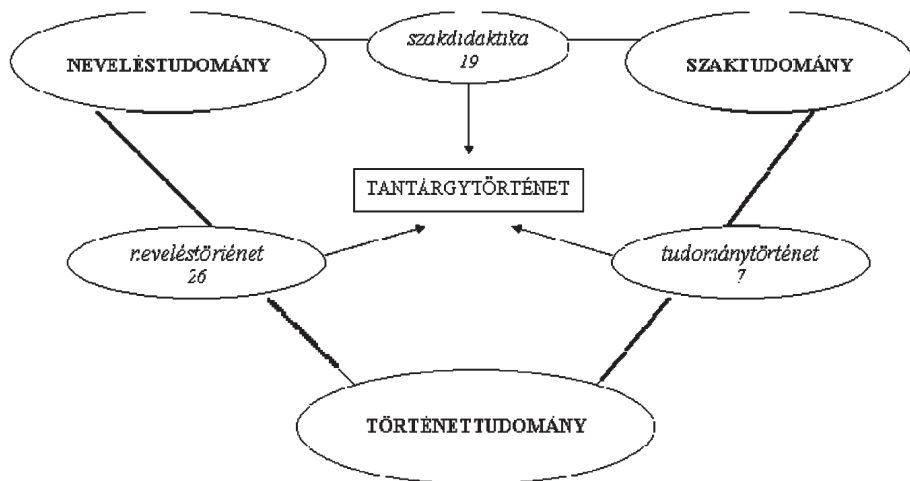 szakdidaktika
19
NEVELÉSTUDOMÁNY
SZAKTUDOMÁNY
TANTÁRGYTÖRTÉNET
neveléstörténet
26
tudománytörténet
7
TÖRTÉNETTUDOMÁNY